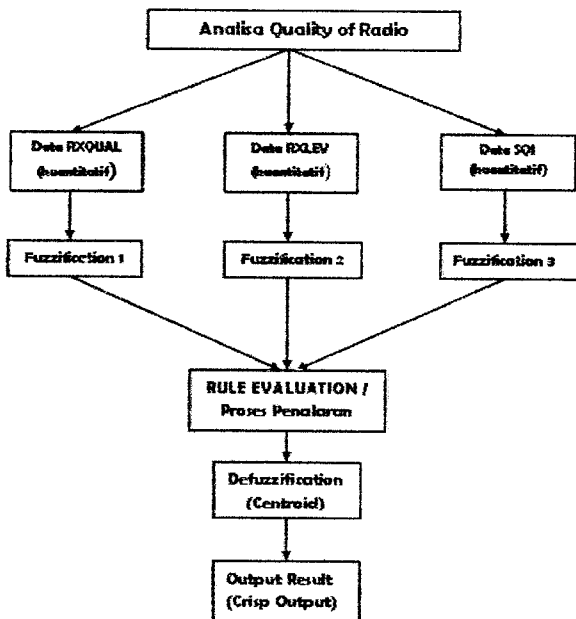 Analisa Quality of Radio
Data RXQUAL
(kuantitatif)
Data RXLEV
(kuantitatif)
Data SQI
(kuantitatif)
Fuzzification 1
Fuzzification 2
Fuzzification 3
RULE EVALUATION /
Proses Penalaran
Defuzzification
(Centroid)
Output Result
(Crisp Output)